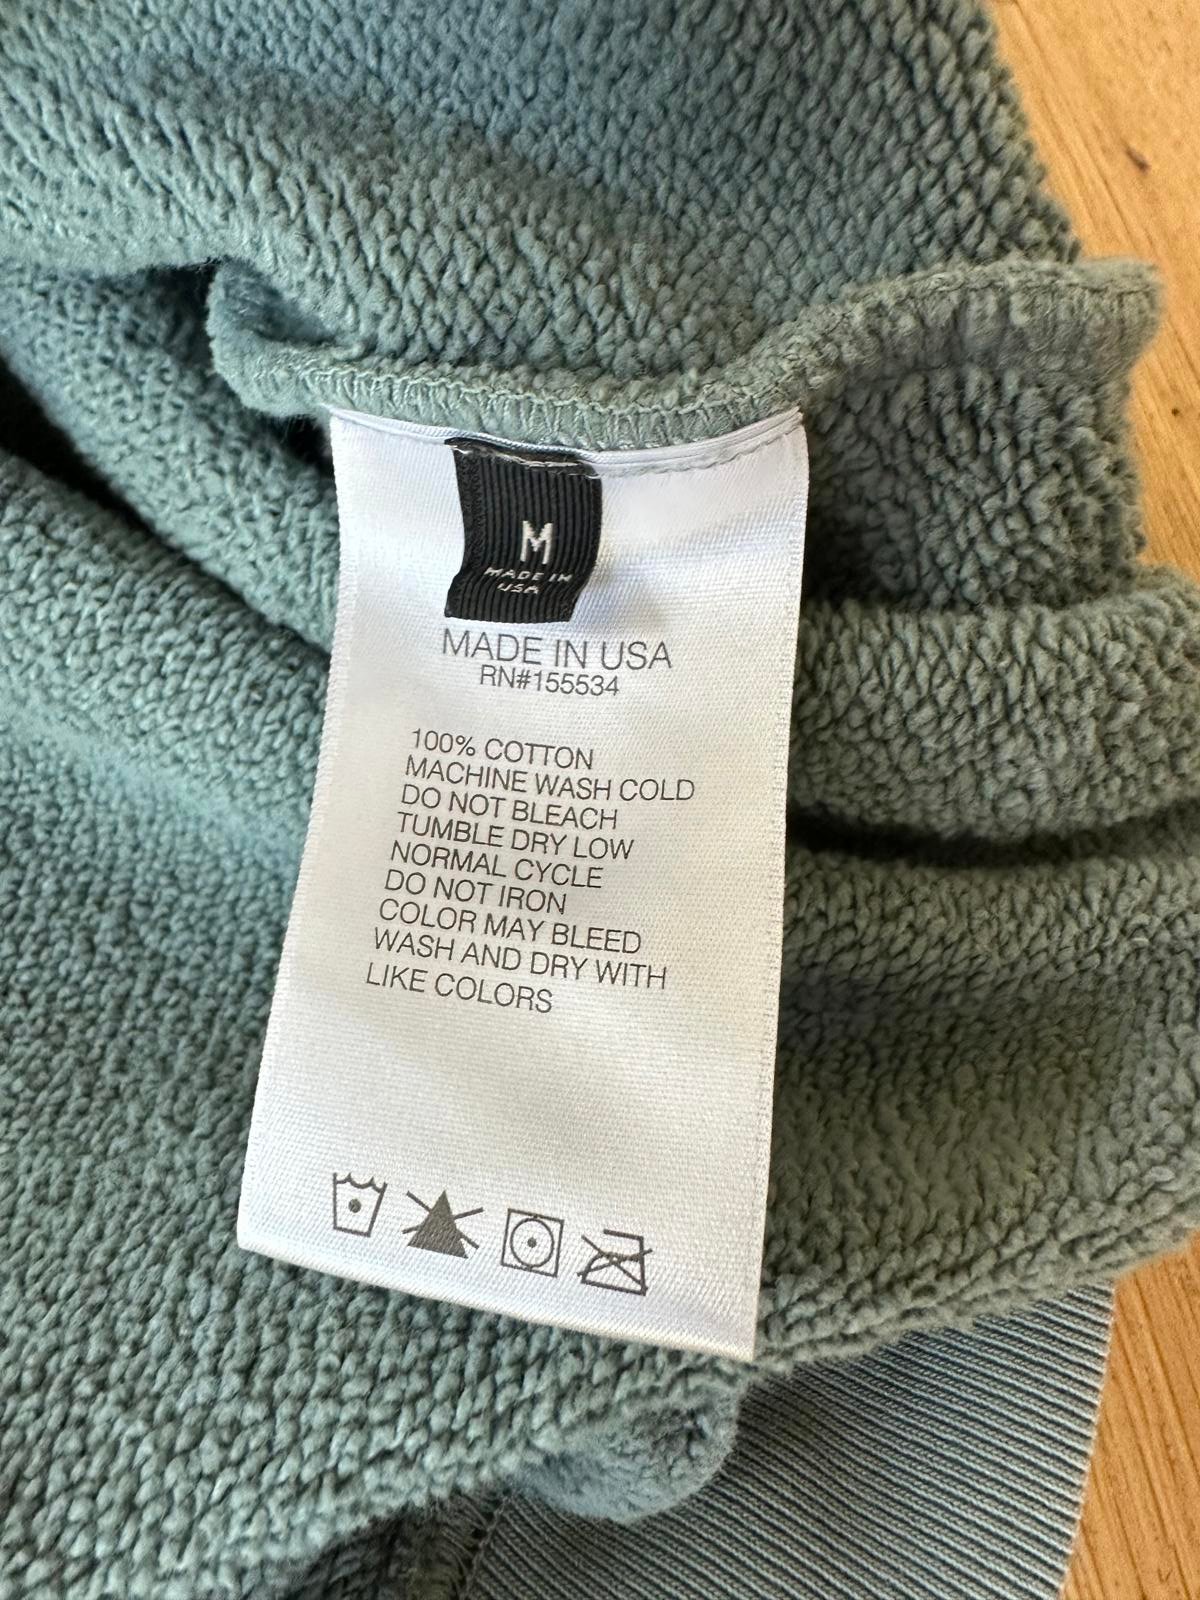 M
MADE IN
USA
MADE IN USA
RN#155534
100% COTTON
MACHINE WASH COLD
DO NOT BLEACH
TUMBLE DRY LOW
NORMAL CYCLE
DO NOT IRON
COLOR MAY BLEED
WASH AND DRY WITH
LIKE COLORS